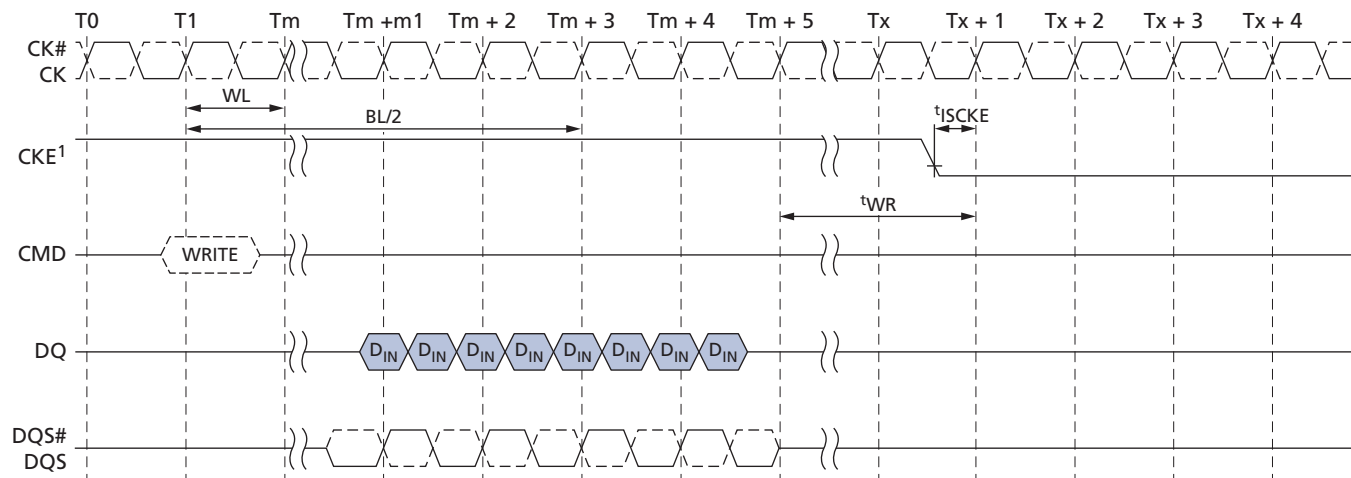 T0 T1 Tm Tm +m1 Tm + 2 Tm + 3 Tm + 4 Tm + 5 Tx Tx + 1 Tx + 2 Tx + 3 Tx + 4
CK#
CK
WL
BL/2
tISCKE
CKE1
tWR
CMD WRITE
DQ DIN DIN DIN DIN DIN DIN DIN DIN
DQS#
DQS